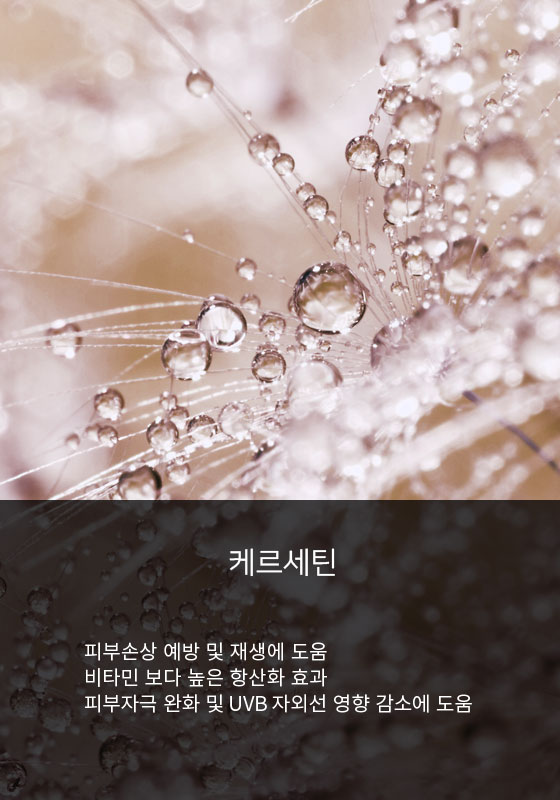 케르세틴
피부손상 예방 및 재생에 도움
비타민 보다 높은 항산화 효과
피부자극 완화 및 UVB 자외선 영향 감소에 도움